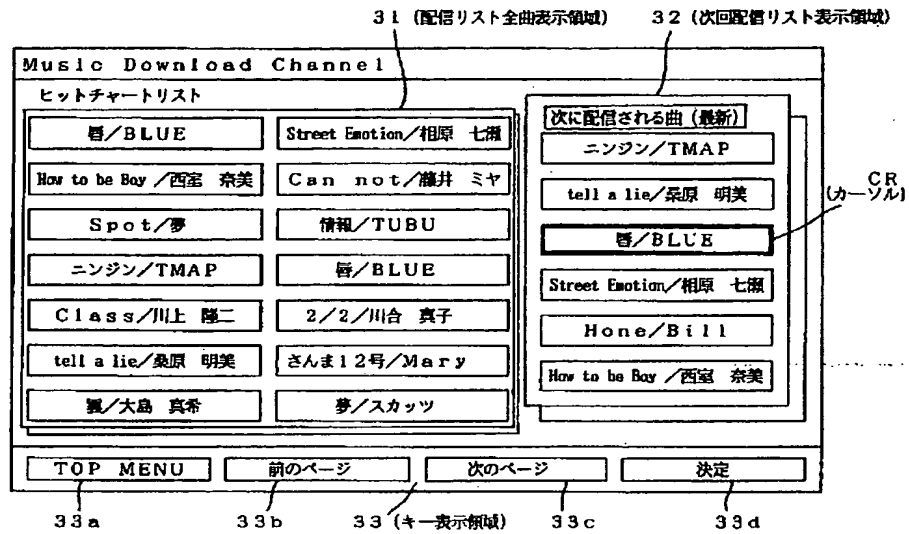 31 (配信リスト全曲表示領域) 32 (次回配信リスト表示領域)
Music Download Channel
ヒットチャートリスト
唇/BLUE
Street Emotion/相原 七瀬
How to be Boy /西室 奈美
Can not/藤井 ミヤ
Spot/夢
情報/TUBU
ニンジン/TMAP
唇/BLUE
Class/川上 隆二
2/2/川合 真子
tell a lie/桑原 明美
さんま12号/Mary
/大島 真希
夢/スカッツ
次に配信される曲 (最新)
ニンジン/TMAP
tell a lie/桑原 明美
唇/BLUE
Street Emotion/相原 七瀬
Hone/Bill
How to be Boy /西室 奈美
CR
(カーソル)
TOP MENU 前のページ 次のページ 決定
33a 33b 33 (キー表示領域) 33c 33d